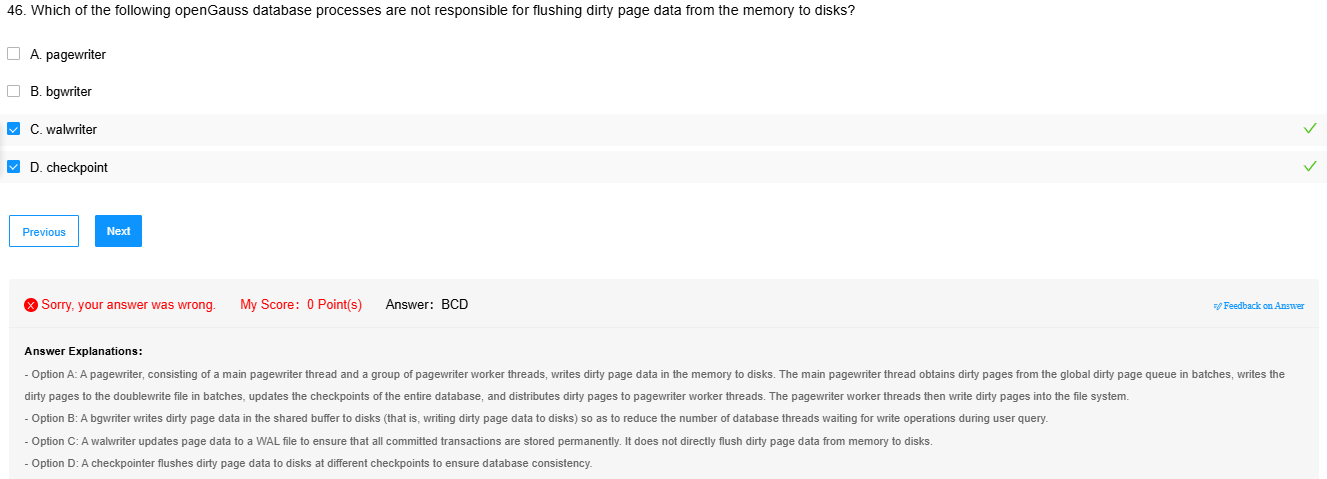 46. Which of the following openGauss database processes are not responsible for flushing dirty page data from the memory to disks?
A. pagewriter
B. bgwriter
C. walwriter
D. checkpoint
Previous
Next
Sorry, your answer was wrong. My Score: 0 Point(s) Answer: BCD
Feedback on Answer
Answer Explanations:
- Option A: A pagewriter, consisting of a main pagewriter thread and a group of pagewriter worker threads, writes dirty page data in the memory to disks. The main pagewriter thread obtains dirty pages from the global dirty page queue in batches, writes the
dirty pages to the doublewrite file in batches, updates the checkpoints of the entire database, and distributes dirty pages to pagewriter worker threads. The pagewriter worker threads then write dirty pages into the file system.
- Option B: A bgwriter writes dirty page data in the shared buffer to disks (that is, writing dirty page data to disks) so as to reduce the number of database threads waiting for write operations during user query.
- Option C: A walwriter updates page data to a WAL file to ensure that all committed transactions are stored permanently. It does not directly flush dirty page data from memory to disks.
- Option D: A checkpointer flushes dirty page data to disks at different checkpoints to ensure database consistency.